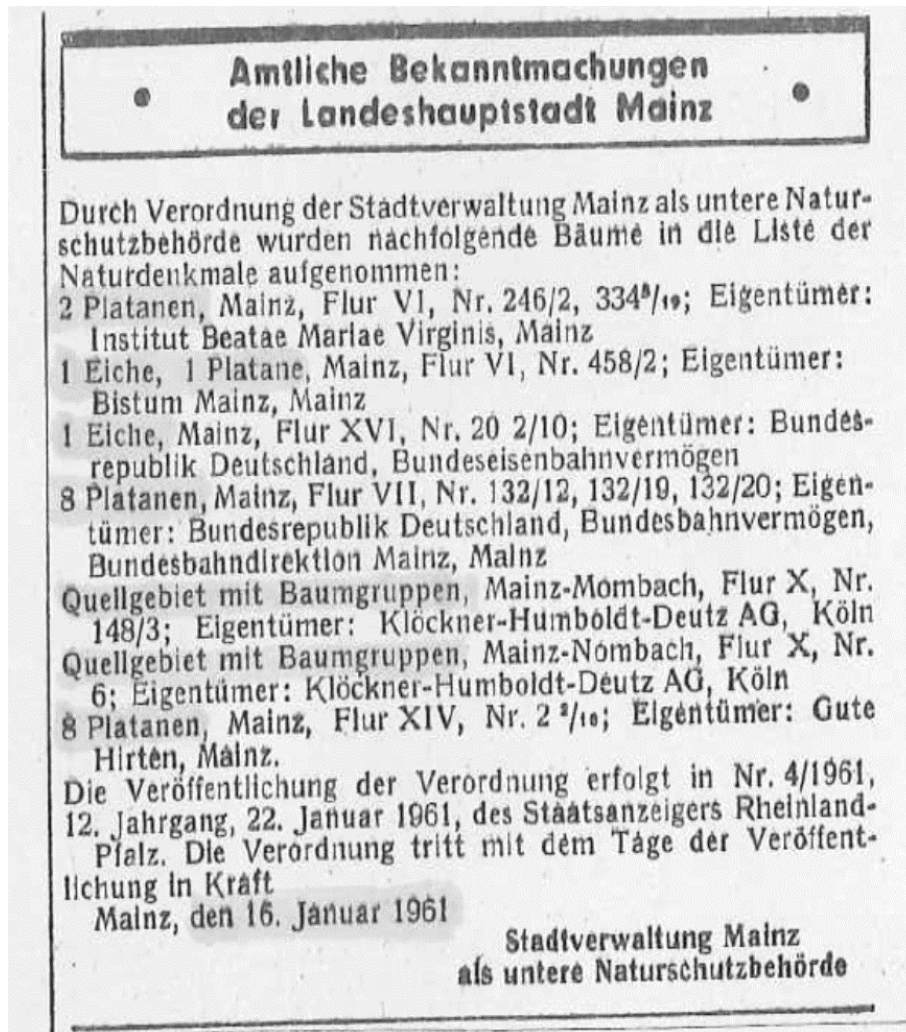 Amtliche Bekanntmachungen
der Landeshauptstadt Mainz
Durch Verordnung der Stadtverwaltung Mainz als untere Natur-
schutzbehörde wurden nachfolgende Bäume in die Liste der
Naturdenkmale aufgenommen:
2 Platanen, Mainz, Flur VI, Nr. 246/2, 334⁸/₁₉; Eigentümer:
Institut Beatae Mariae Virginis, Mainz
1 Eiche, 1 Platane, Mainz, Flur VI, Nr. 458/2; Eigentümer:
Bistum Mainz, Mainz
1 Eiche, Mainz, Flur XVI, Nr. 20 2/10; Eigentümer: Bundes-
republik Deutschland, Bundeseisenbahnvermögen
8 Platanen, Mainz, Flur VII, Nr. 132/12, 132/19, 132/20; Eigen-
tümer: Bundesrepublik Deutschland, Bundesbahnvermögen,
Bundesbahndirektion Mainz, Mainz
Quellgebiet mit Baumgruppen, Mainz-Mombach, Flur X, Nr.
148/3; Eigentümer: Klöckner-Humboldt-Deutz AG, Köln
Quellgebiet mit Baumgruppen, Mainz-Nombach, Flur X, Nr.
6; Eigentümer: Klöckner-Humboldt-Deutz AG, Köln
8 Platanen, Mainz, Flur XIV, Nr. 2 ²/₁₀; Eigentümer: Gute
Hirten, Mainz.
Die Veröffentlichung der Verordnung erfolgt in Nr. 4/1961,
12. Jahrgang, 22. Januar 1961, des Staatsanzeigers Rheinland-
Pfalz. Die Verordnung tritt mit dem Tage der Veröffent-
lichung in Kraft
Mainz, den 16. Januar 1961
Stadtverwaltung Mainz
als untere Naturschutzbehörde